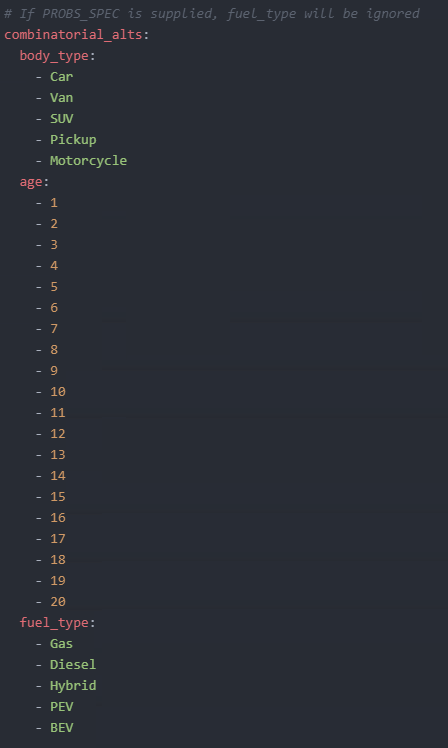 # If PROBS_SPEC is supplied, fuel_type will be ignored
combinatorial_alts:
  body_type:
    - Car
    - Van
    - SUV
    - Pickup
    - Motorcycle
  age:
    - 1
    - 2
    - 3
    - 4
    - 5
    - 6
    - 7
    - 8
    - 9
    - 10
    - 11
    - 12
    - 13
    - 14
    - 15
    - 16
    - 17
    - 18
    - 19
    - 20
  fuel_type:
    - Gas
    - Diesel
    - Hybrid
    - PEV
    - BEV